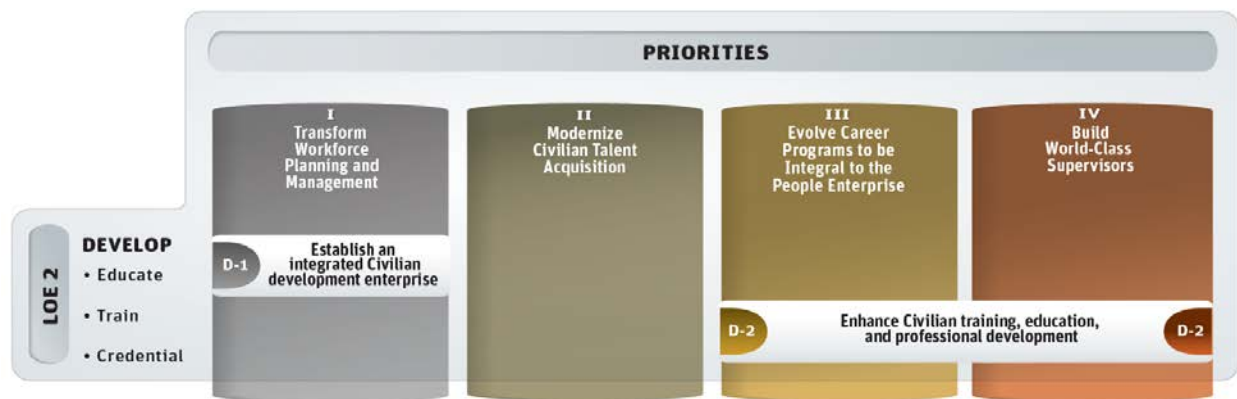 PRIORITIES
I
Transform
Workforce
Planning and
Management
II
Modernize
Civilian Talent
Acquisition
III
Evolve Career
Programs to be
Integral to the
People Enterprise
IV
Build
World-Class
Supervisors
LOE 2
DEVELOP
• Educate
• Train
• Credential
D-1
Establish an
integrated Civilian
development enterprise
D-2
Enhance Civilian training, education,
and professional development
D-2